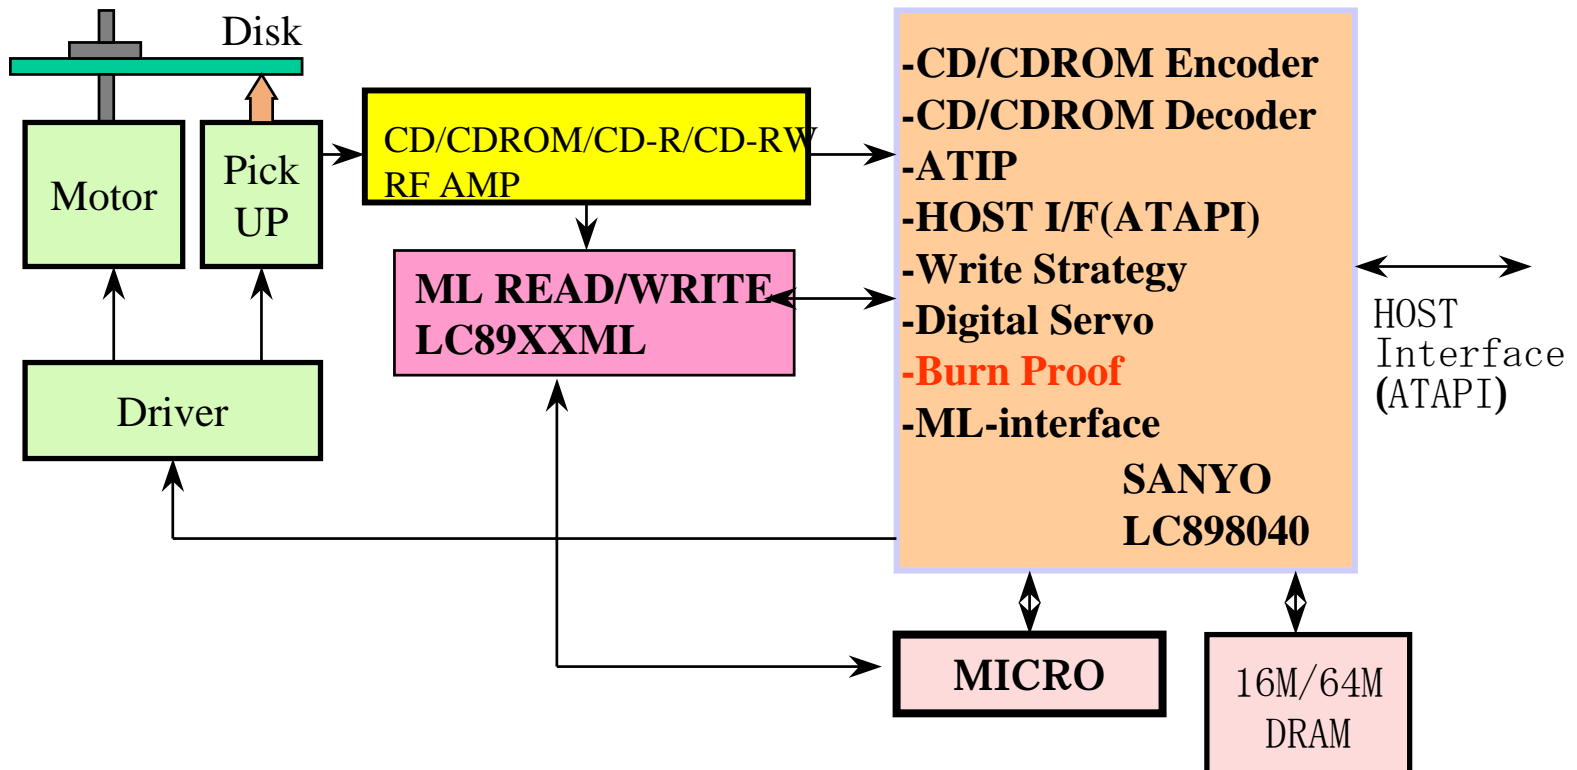 Disk
Motor
Pick
UP
Driver
CD/CDROM/CD-R/CD-RW
RF AMP
ML READ/WRITE
LC89XXML
-CD/CDROM Encoder
-CD/CDROM Decoder
-ATIP
-HOST I/F(ATAPI)
-Write Strategy
-Digital Servo
-Burn Proof
-ML-interface
SANYO
LC898040
HOST
Interface
(ATAPI)
MICRO
16M/64M
DRAM